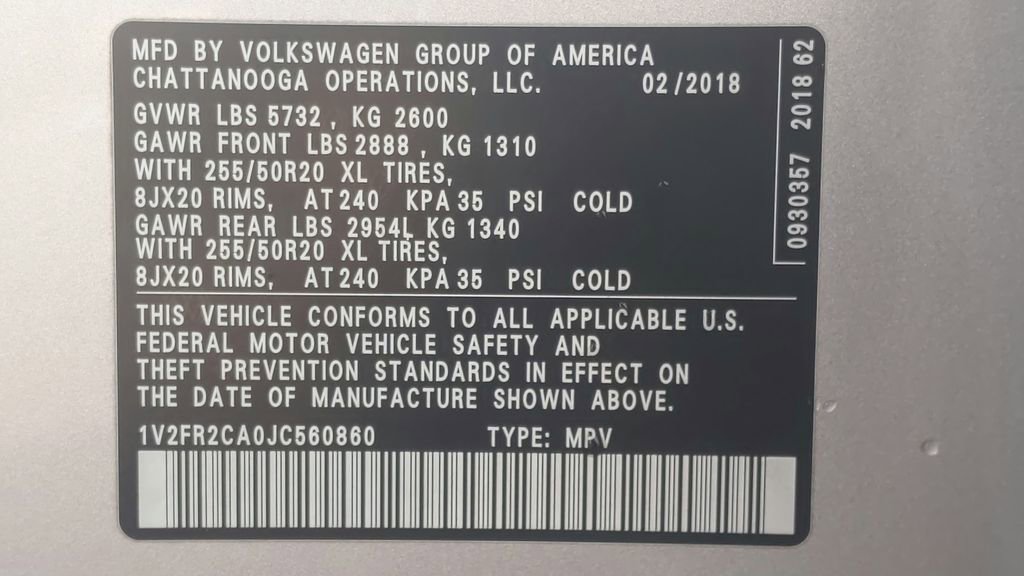 MFD BY VOLKSWAGEN GROUP OF AMERICA
CHATTANOOGA OPERATIONS, LLC. 02/2018
GVWR LBS 5732, KG 2600
GAWR FRONT LBS 2888, KG 1310
WITH 255/50R20 XL TIRES,
8JX20 RIMS, AT 240 KPA 35 PSI COLD
GAWR REAR LBS 2954, KG 1340
WITH 255/50R20 XL TIRES,
8JX20 RIMS, AT 240 KPA 35 PSI COLD
THIS VEHICLE CONFORMS TO ALL APPLICABLE U.S.
FEDERAL MOTOR VEHICLE SAFETY AND
THEFT PREVENTION STANDARDS IN EFFECT ON
THE DATE OF MANUFACTURE SHOWN ABOVE.
1V2FR2CA0JC560860 TYPE: MPV
0930357 2018 62